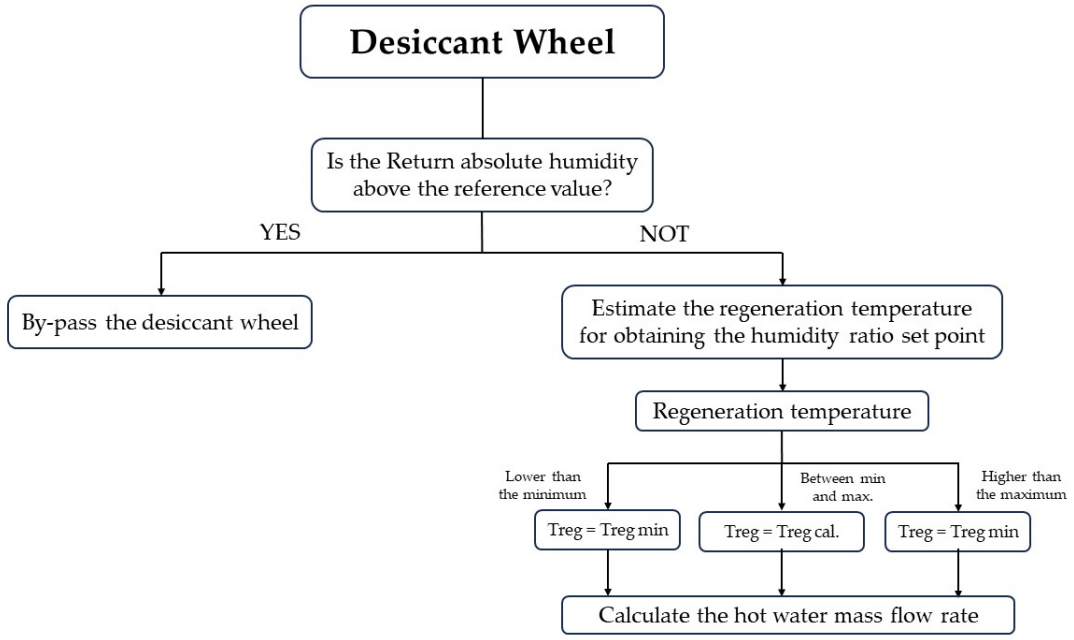 Desiccant Wheel
Is the Return absolute humidity
above the reference value?
YES
NOT
By-pass the desiccant wheel
Estimate the regeneration temperature
for obtaining the humidity ratio set point
Regeneration temperature
Lower than
the minimum
Between min
and max.
Higher than
the maximum
Treg = Treg min
Treg = Treg cal.
Treg = Treg min
Calculate the hot water mass flow rate